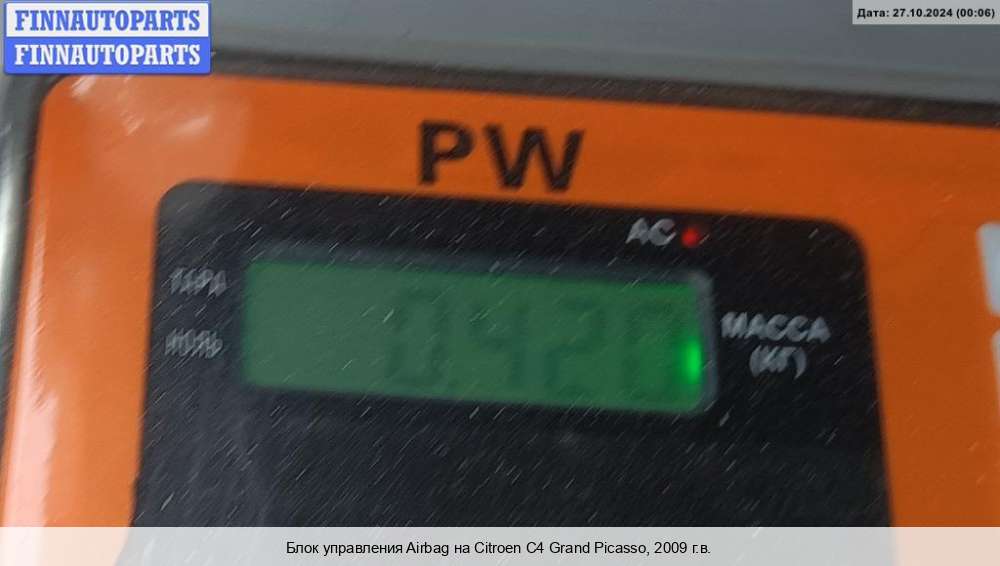 FINNAUTOPARTS
FINNAUTOPARTS
Дата: 27.10.2024 (00:06)
PW
AC
ТАРА
НОЛЬ
МАССА
(КГ)
Блок управления Airbag на Citroen C4 Grand Picasso, 2009 г.в.